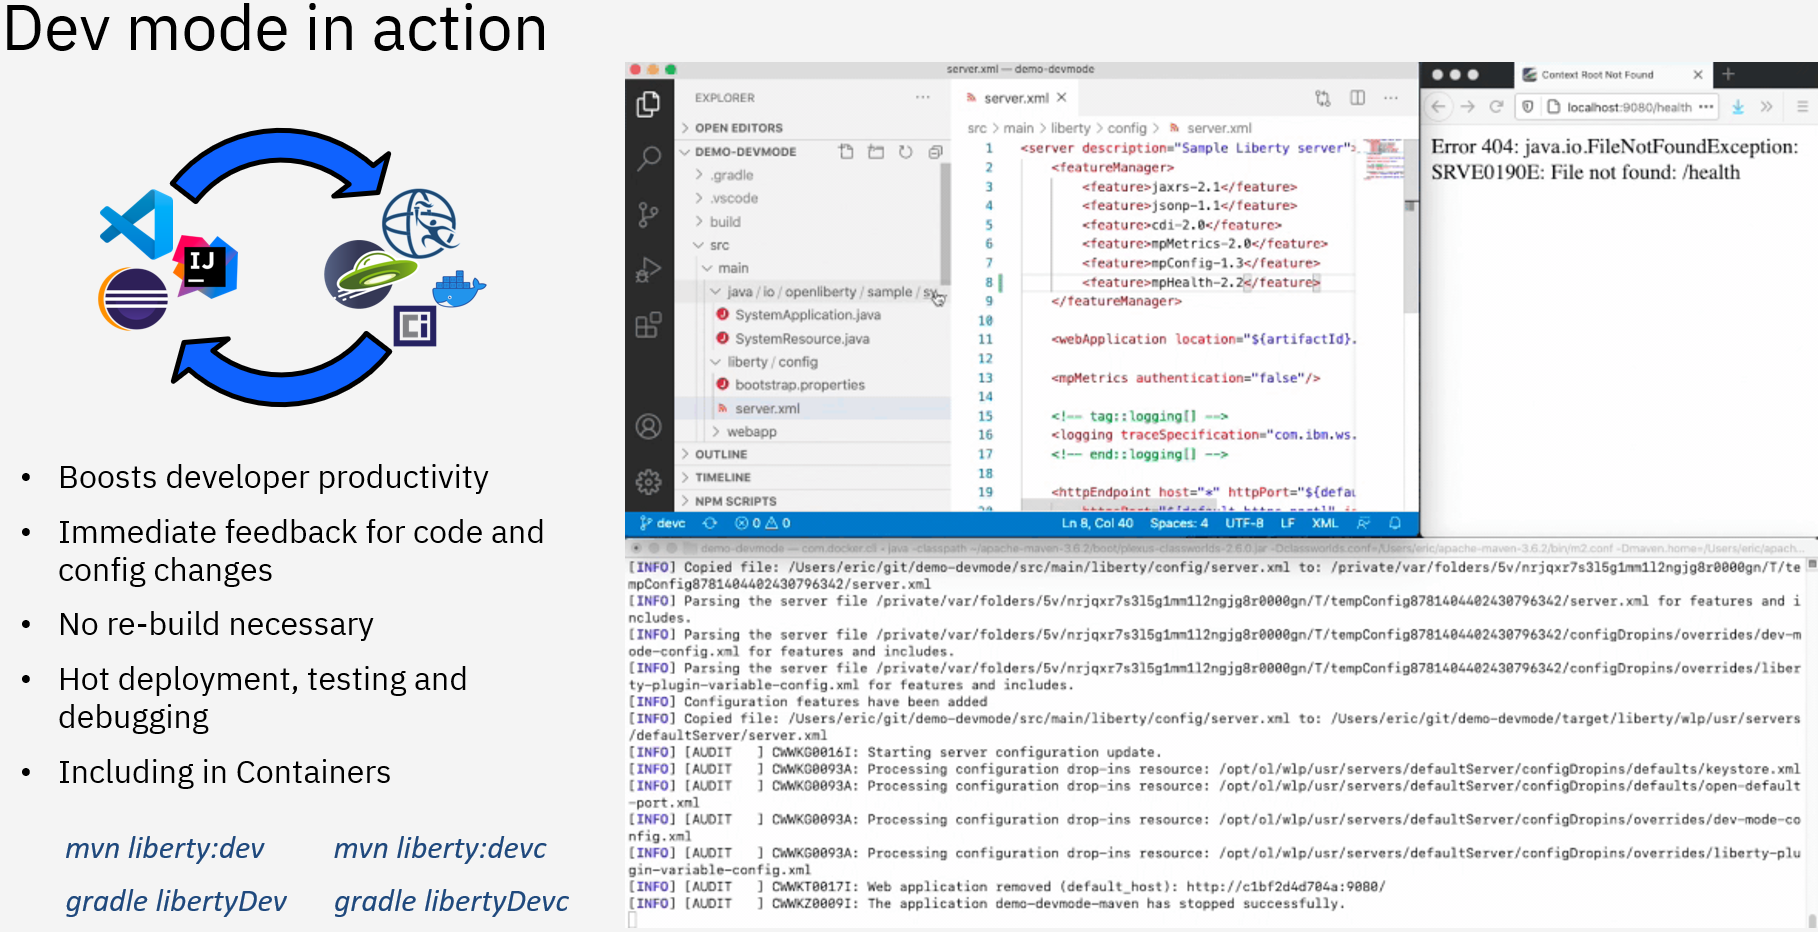 Dev mode in action
IJ
Ci
• Boosts developer productivity
• Immediate feedback for code and
config changes
• No re-build necessary
• Hot deployment, testing and
debugging
• Including in Containers
mvn liberty:dev mvn liberty:devc
gradle libertyDev gradle libertyDevc
server.xml — demo-devmode
EXPLORER ···
OPEN EDITORS
DEMO-DEVMODE
.gradle
.vscode
build
src
main
java / io / openliberty / sample / sy...
SystemApplication.java
SystemResource.java
liberty / config
bootstrap.properties
server.xml
webapp
OUTLINE
TIMELINE
NPM SCRIPTS
server.xml
src > main > liberty > config > server.xml
1 <server description="Sample Liberty server">
2 <featureManager>
3 <feature>jaxrs-2.1</feature>
4 <feature>jsonp-1.1</feature>
5 <feature>cdi-2.0</feature>
6 <feature>mpMetrics-2.0</feature>
7 <feature>mpConfig-1.3</feature>
8 <feature>mpHealth-2.2</feature>
9 </featureManager>
10
11 <webApplication location="${artifactId}.
12
13 <mpMetrics authentication="false"/>
14
15 <!-- tag::logging[] -->
16 <logging traceSpecification="com.ibm.ws.
17 <!-- end::logging[] -->
18
19 <httpEndpoint host="*" httpPort="${defau
devc 0 0 Ln 8, Col 40 Spaces: 4 UTF-8 LF XML
Context Root Not Found
localhost:9080/health
Error 404: java.io.FileNotFoundException:
SRVE0190E: File not found: /health
demo-devmode — com.docker.cli • java -classpath ~/apache-maven-3.6.2/boot/plexus-classworlds-2.6.0.jar -Dclassworlds.conf=/Users/eric/apache-maven-3.6.2/bin/m2.conf -Dmaven.home=/Users/eric/apach...
[INFO] Copied file: /Users/eric/git/demo-devmode/src/main/liberty/config/server.xml to: /private/var/folders/5v/nrjqxr7s3l5g1mm1l2ngjg8r0000gn/T/te
mpConfig8781404402430796342/server.xml
[INFO] Parsing the server file /private/var/folders/5v/nrjqxr7s3l5g1mm1l2ngjg8r0000gn/T/tempConfig8781404402430796342/server.xml for features and i
ncludes.
[INFO] Parsing the server file /private/var/folders/5v/nrjqxr7s3l5g1mm1l2ngjg8r0000gn/T/tempConfig8781404402430796342/configDropins/overrides/dev-m
ode-config.xml for features and includes.
[INFO] Parsing the server file /private/var/folders/5v/nrjqxr7s3l5g1mm1l2ngjg8r0000gn/T/tempConfig8781404402430796342/configDropins/overrides/liber
ty-plugin-variable-config.xml for features and includes.
[INFO] Configuration features have been added
[INFO] Copied file: /Users/eric/git/demo-devmode/src/main/liberty/config/server.xml to: /Users/eric/git/demo-devmode/target/liberty/wlp/usr/servers
/defaultServer/server.xml
[INFO] [AUDIT ] CWWKG0016I: Starting server configuration update.
[INFO] [AUDIT ] CWWKG0093A: Processing configuration drop-ins resource: /opt/ol/wlp/usr/servers/defaultServer/configDropins/defaults/keystore.xml
[INFO] [AUDIT ] CWWKG0093A: Processing configuration drop-ins resource: /opt/ol/wlp/usr/servers/defaultServer/configDropins/defaults/open-default
-port.xml
[INFO] [AUDIT ] CWWKG0093A: Processing configuration drop-ins resource: /opt/ol/wlp/usr/servers/defaultServer/configDropins/overrides/dev-mode-co
nfig.xml
[INFO] [AUDIT ] CWWKG0093A: Processing configuration drop-ins resource: /opt/ol/wlp/usr/servers/defaultServer/configDropins/overrides/liberty-plu
gin-variable-config.xml
[INFO] [AUDIT ] CWWKT0017I: Web application removed (default_host): http://c1bf2d4d704a:9080/
[INFO] [AUDIT ] CWWKZ0009I: The application demo-devmode-maven has stopped successfully.